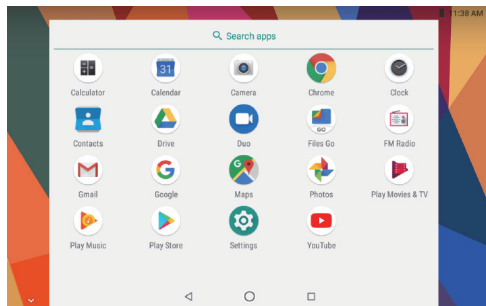 11:38 AM
Search apps
31
Calculator Calendar Camera Chrome Clock
GO
Contacts Drive Duo Files Go FM Radio
G G
Gmail Google Maps Photos Play Movies & TV
Play Music Play Store Settings YouTube